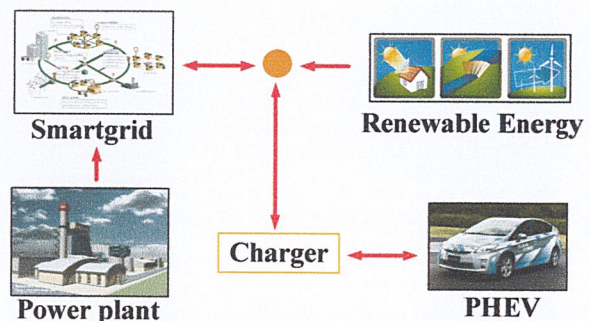 Smartgrid
Renewable Energy
Charger
Power plant
PHEV